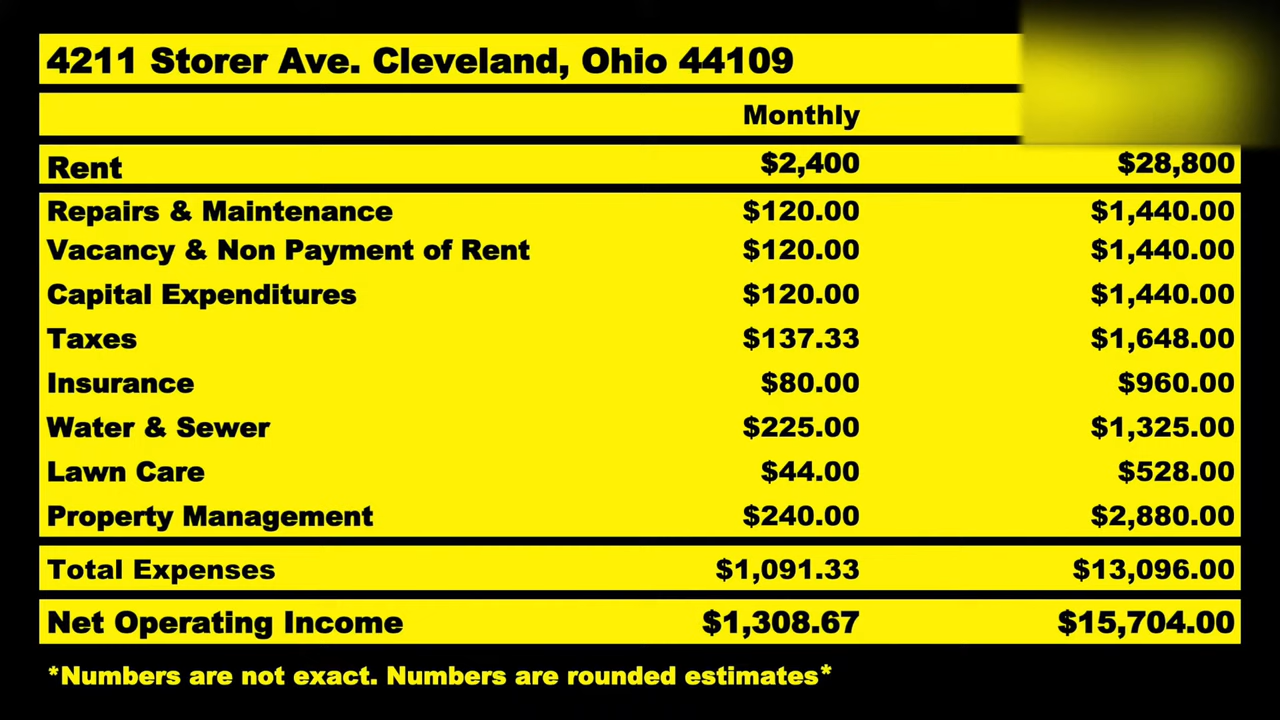 4211 Storer Ave. Cleveland, Ohio 44109
Monthly
Rent $2,400 $28,800
Repairs & Maintenance $120.00 $1,440.00
Vacancy & Non Payment of Rent $120.00 $1,440.00
Capital Expenditures $120.00 $1,440.00
Taxes $137.33 $1,648.00
Insurance $80.00 $960.00
Water & Sewer $225.00 $1,325.00
Lawn Care $44.00 $528.00
Property Management $240.00 $2,880.00
Total Expenses $1,091.33 $13,096.00
Net Operating Income $1,308.67 $15,704.00
*Numbers are not exact. Numbers are rounded estimates*